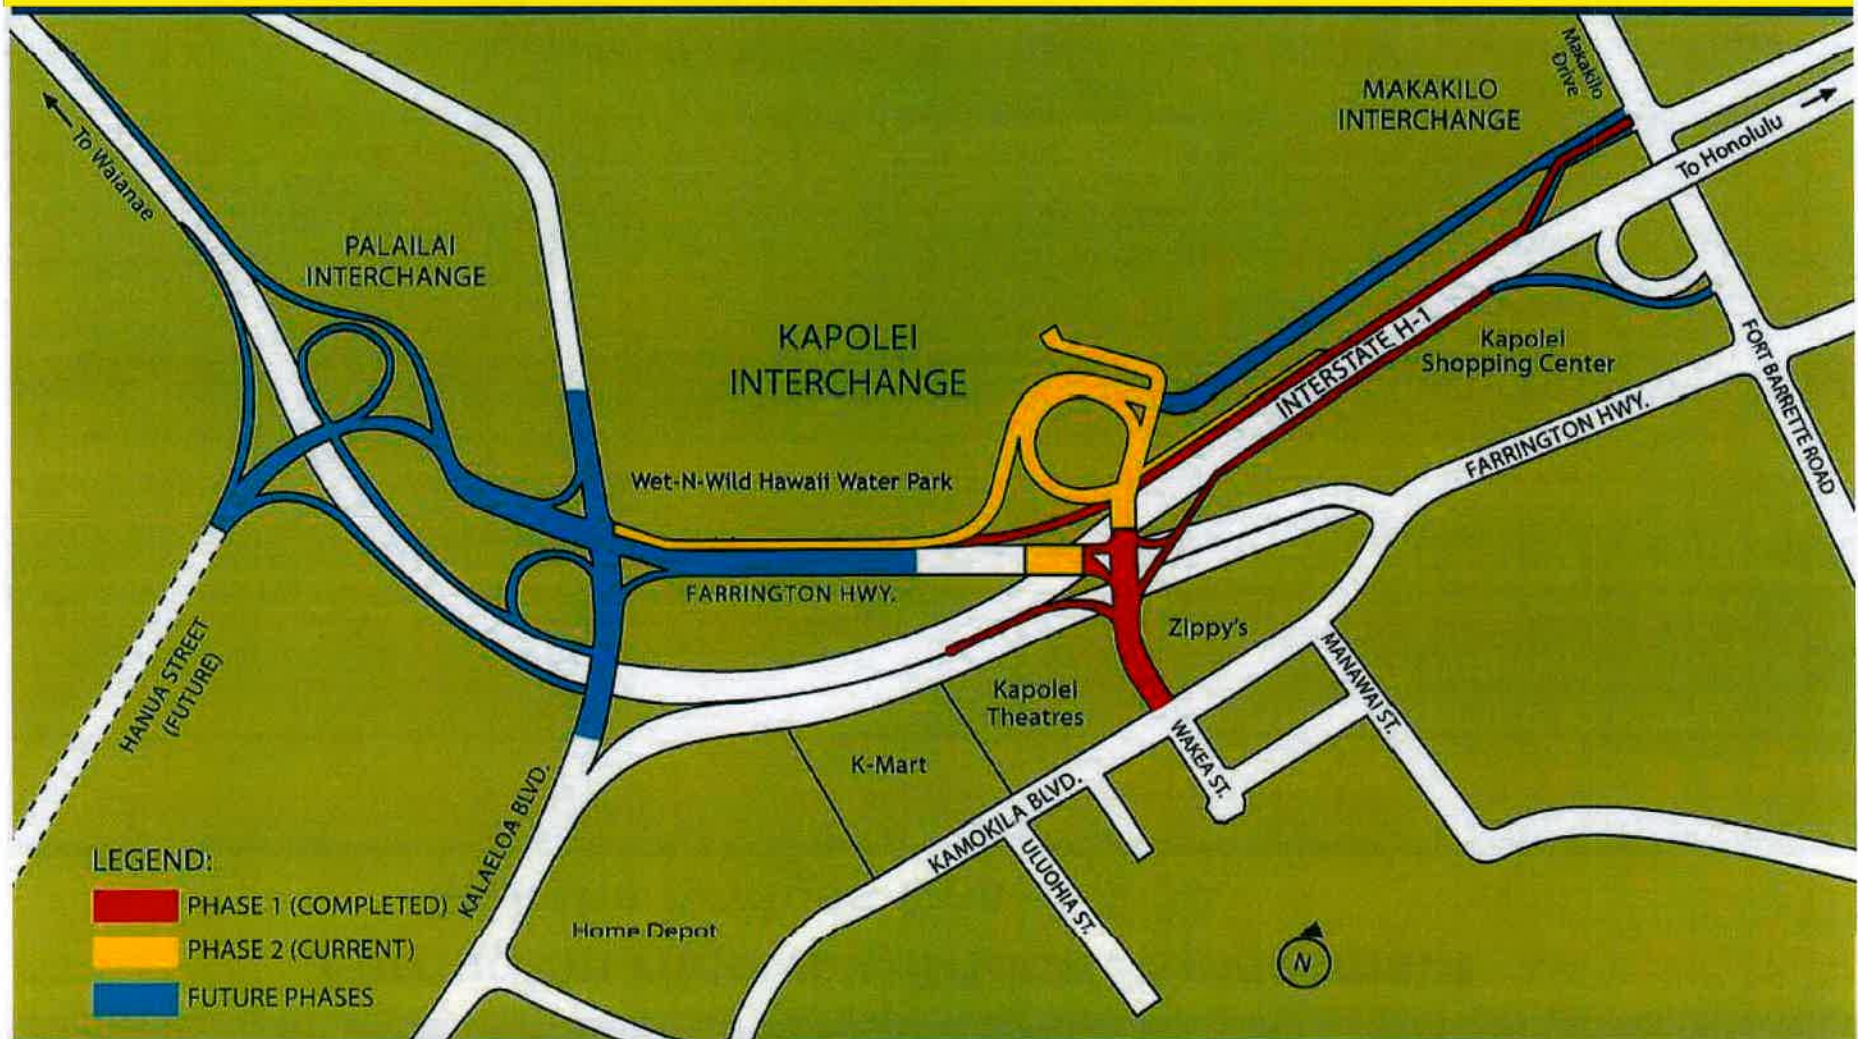 Makakilo
Drive
MAKAKILO
INTERCHANGE
To Honolulu
To Waianae
PALAILAI
INTERCHANGE
KAPOLEI
INTERCHANGE
INTERSTATE H-1
Kapolei
Shopping Center
FORT BARRETTE ROAD
FARRINGTON HWY.
Wet-N-Wild Hawaii Water Park
FARRINGTON HWY.
Zippy's
HANUA STREET
(FUTURE)
MANAWAI ST.
Kapolei
Theatres
WAKEA ST.
K-Mart
KALAELOA BLVD.
KAMOKILA BLVD.
ULUOHIA ST.
Home Depot
LEGEND:
PHASE 1 (COMPLETED)
PHASE 2 (CURRENT)
FUTURE PHASES
N